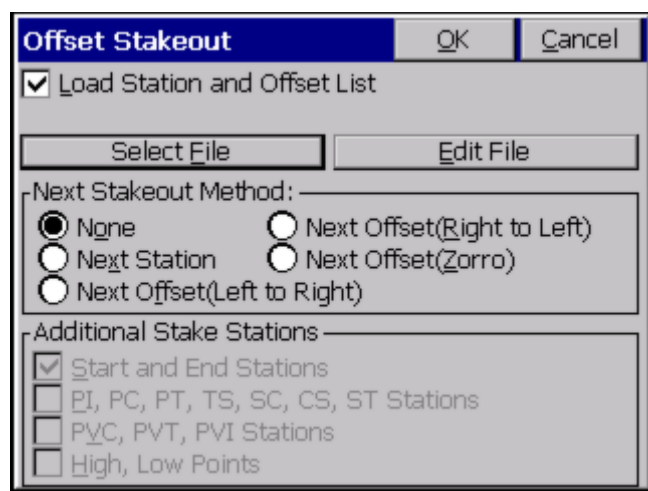 Offset Stakeout OK Cancel
Load Station and Offset List
Select File Edit File
Next Stakeout Method:
None Next Offset(Right to Left)
Next Station Next Offset(Zorro)
Next Offset(Left to Right)
Additional Stake Stations
Start and End Stations
PI, PC, PT, TS, SC, CS, ST Stations
PVC, PVT, PVI Stations
High, Low Points